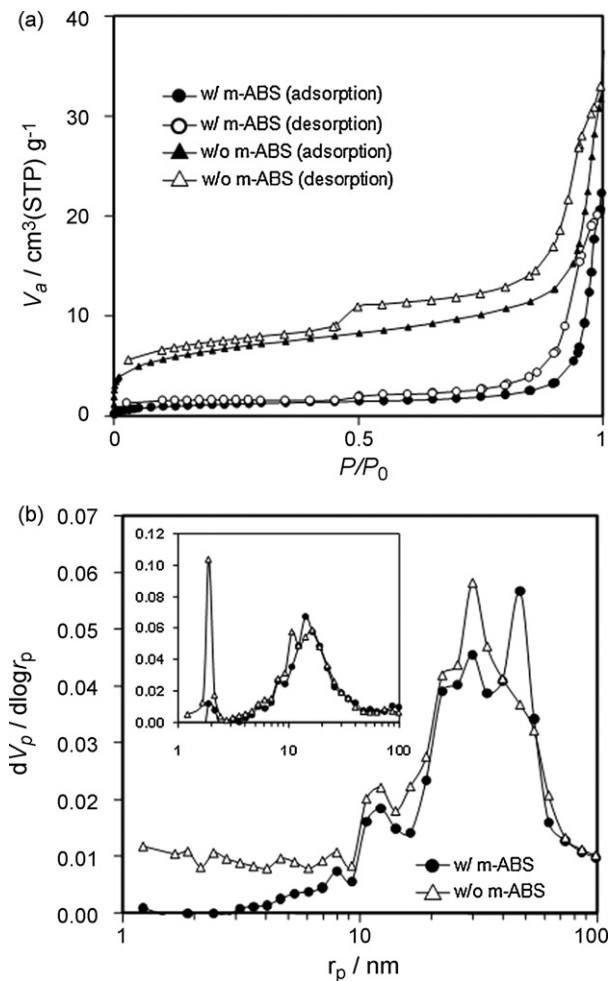 (a)
40
30
20
10
0
V_a / cm³(STP) g⁻¹
w/ m-ABS (adsorption)
w/ m-ABS (desorption)
w/o m-ABS (adsorption)
w/o m-ABS (desorption)
0 0.5 1
P/P₀
(b)
0.07
0.06
0.05
0.04
0.03
0.02
0.01
0.00
dV_p / dlogr_p
0.12
0.10
0.08
0.06
0.04
0.02
0.00
1 10 100
w/ m-ABS
w/o m-ABS
1 10 100
r_p / nm